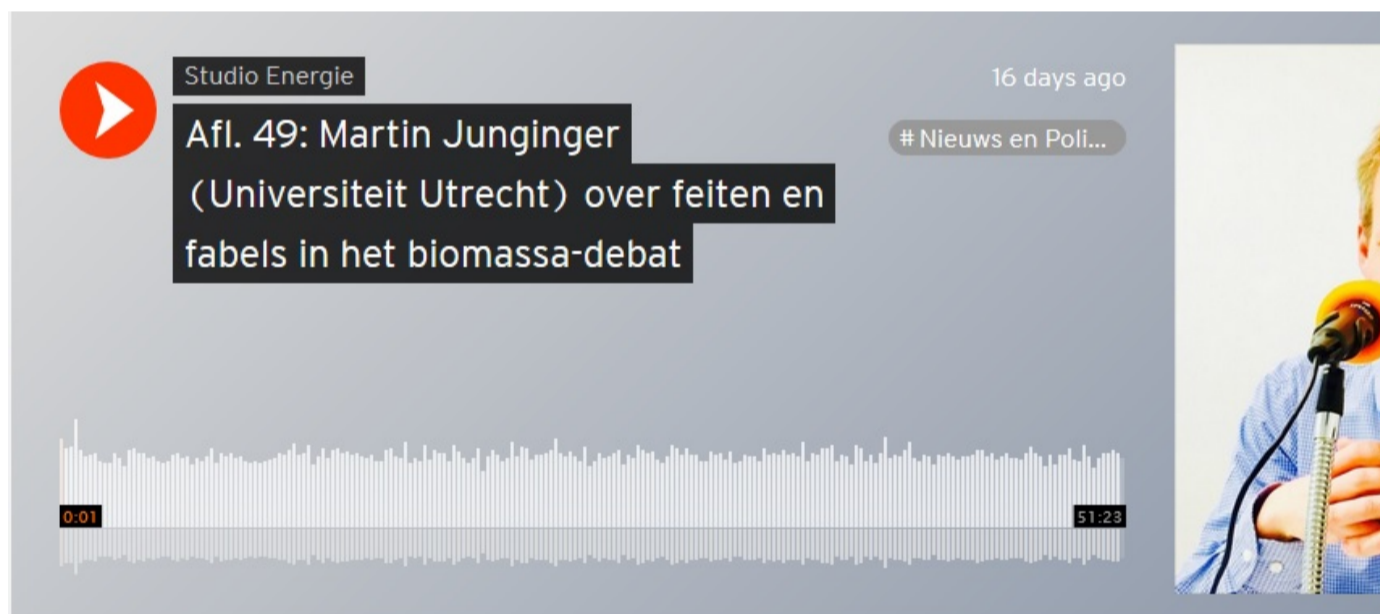 Studio Energie
16 days ago
Afl. 49: Martin Junginger
(Universiteit Utrecht) over feiten en
fabels in het biomassa-debat
# Nieuws en Poli...
0:01
51:23